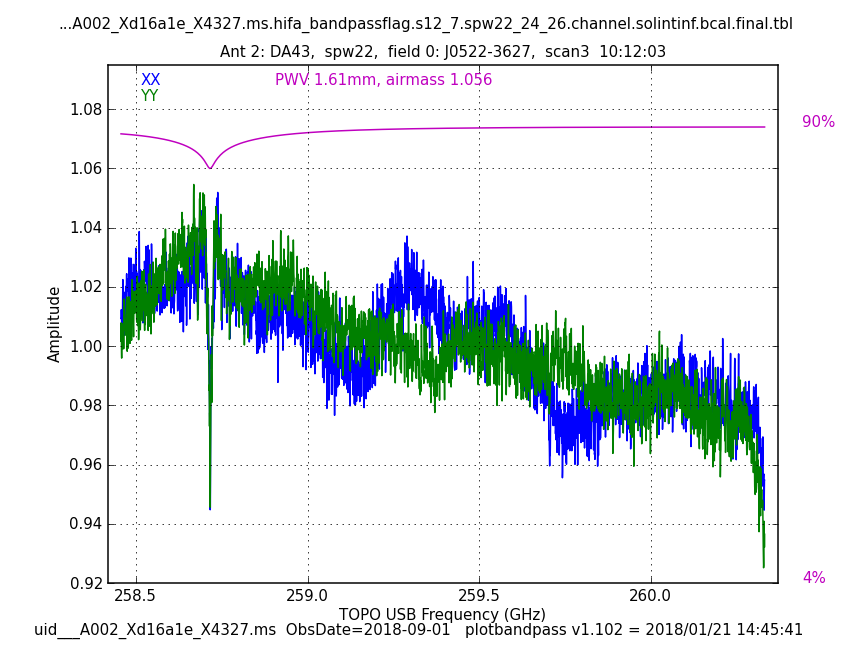 ...A002_Xd16a1e_X4327.ms.hifa_bandpassflag.s12_7.spw22_24_26.channel.solintinf.bcal.final.tbl
Ant 2: DA43,  spw22,  field 0: J0522-3627,  scan3  10:12:03
XX
PWV 1.61mm, airmass 1.056
YY
1.08
90%
1.06
1.04
1.02
1.00
0.98
0.96
0.94
0.92
4%
Amplitude
258.5 259.0 259.5 260.0
TOPO USB Frequency (GHz)
uid___A002_Xd16a1e_X4327.ms  ObsDate=2018-09-01   plotbandpass v1.102 = 2018/01/21 14:45:41